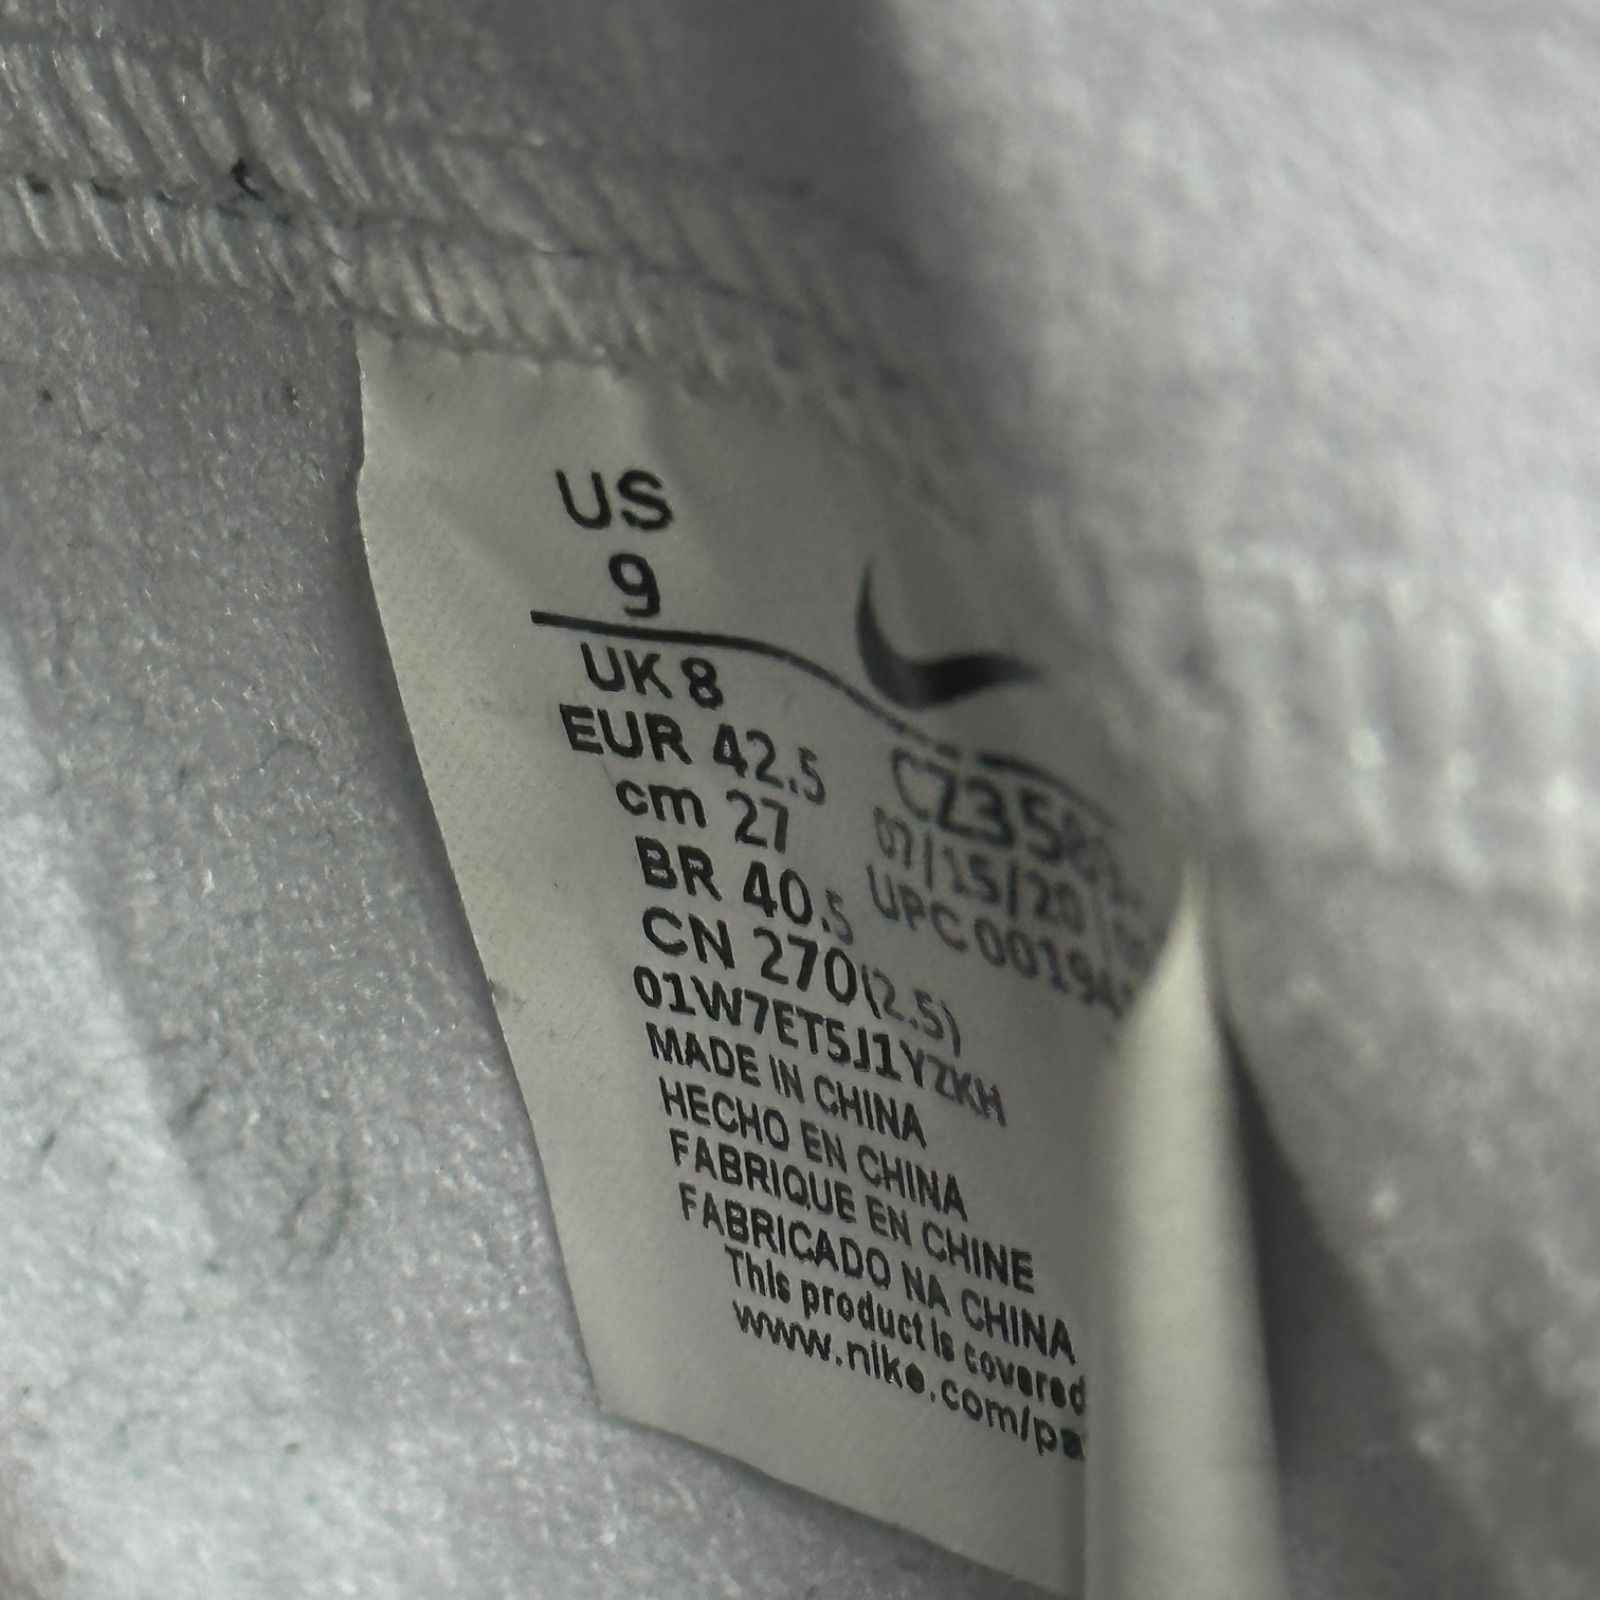 US
9
UK 8
EUR 42.5
cm 27
BR 40.5
CN 270(2.5)
01W7ET5J1YZKH
MADE IN CHINA
HECHO EN CHINA
FABRIQUE EN CHINE
FABRICADO NA CHINA
This product is covered
www.nike.com/pa
CZ358
07/15/20
UPC 00194